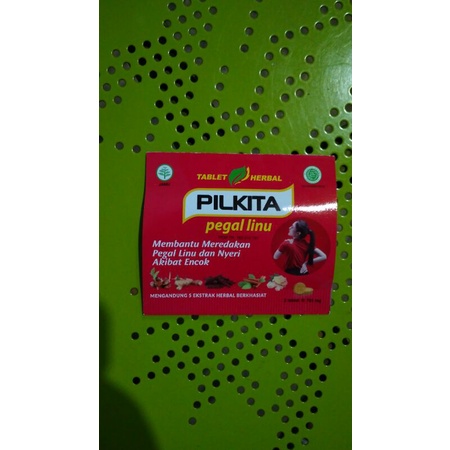 TABLET HERBAL
PILKITA
pegal linu
Membantu Meredakan
Pegal Linu dan Nyeri
Akibat Encok
MENGANDUNG 5 EKSTRAK HERBAL BERKHASIAT